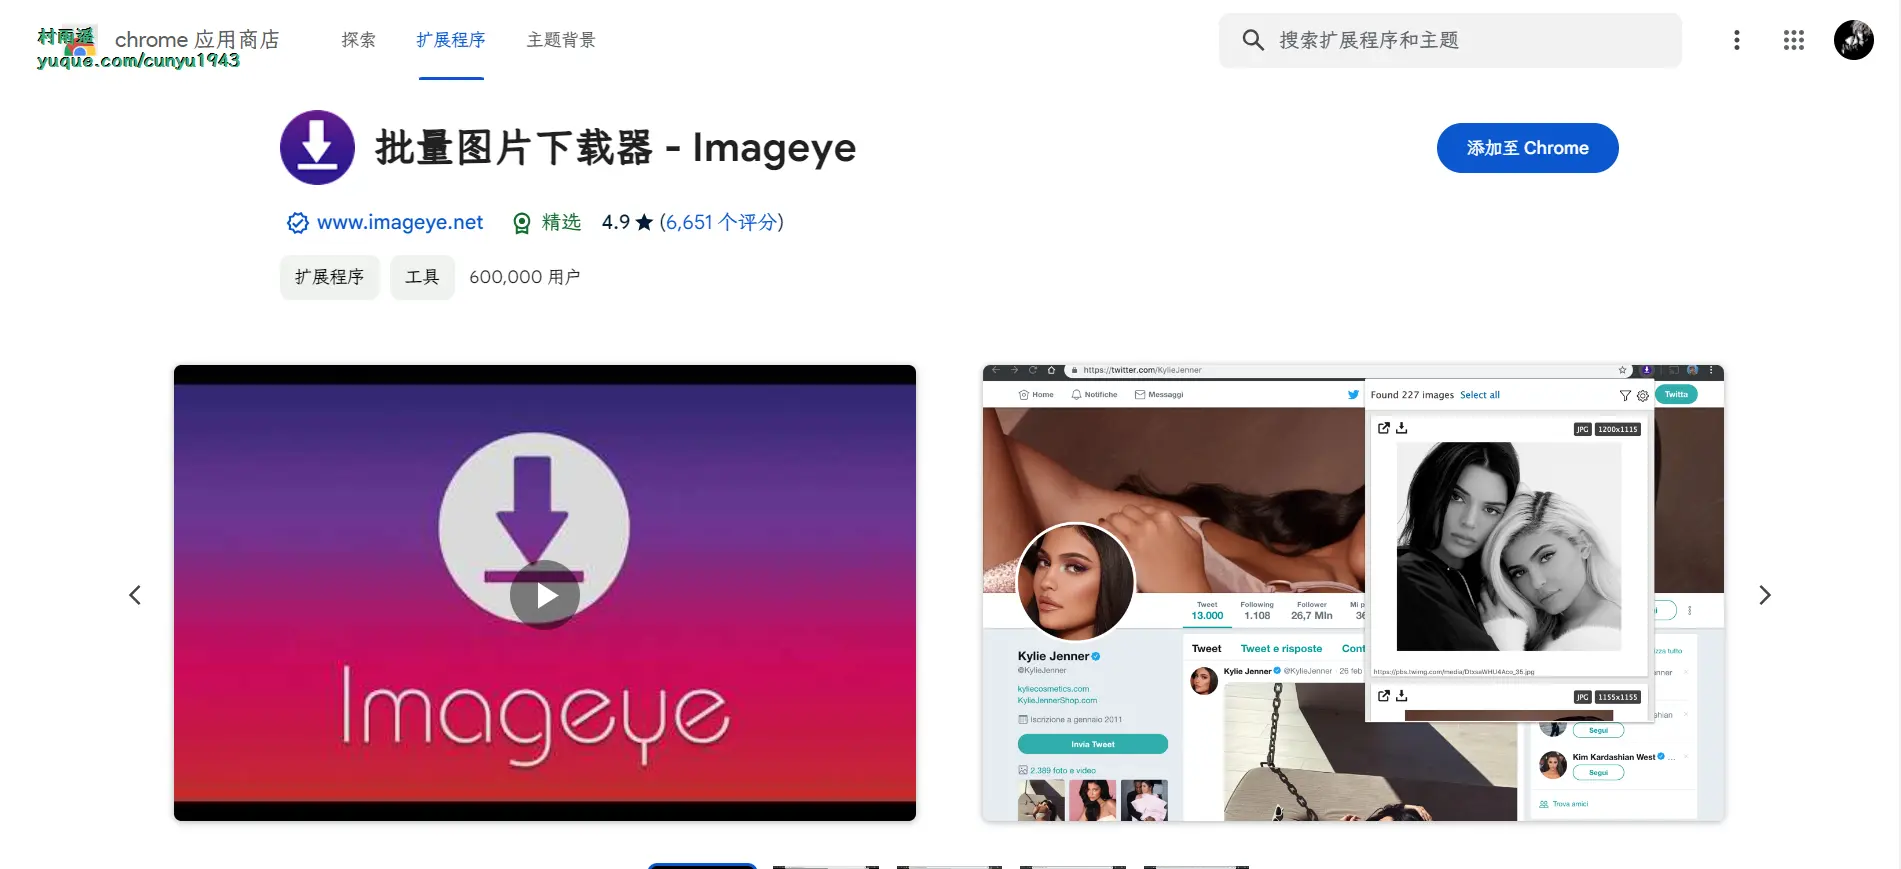 村雨遥
yuque.com/cunyu1943
chrome 应用商店
探索
扩展程序
主题背景
搜索扩展程序和主题
批量图片下载器 - Imageye
添加至 Chrome
www.imageye.net
精选
4.9 ★ (6,651 个评分)
扩展程序
工具
600,000 用户
Imageye
https://twitter.com/KylieJenner
Home
Notifiche
Messaggi
Found 227 images Select all
Twitta
JPG 1200x1115
Tweet
13.000
Following
1.108
Follower
26,7 Mln
Mi p
Kylie Jenner
@KylieJenner
kyliecosmetics.com
KylieJennerShop.com
Iscrizione a gennaio 2011
Invia Tweet
2.389 foto e video
Tweet
Tweet e risposte
Cont
Kylie Jenner @KylieJenner · 26 feb
JPG 1155x1155
Segui
Kim Kardashian West ...
Segui
Trova amici